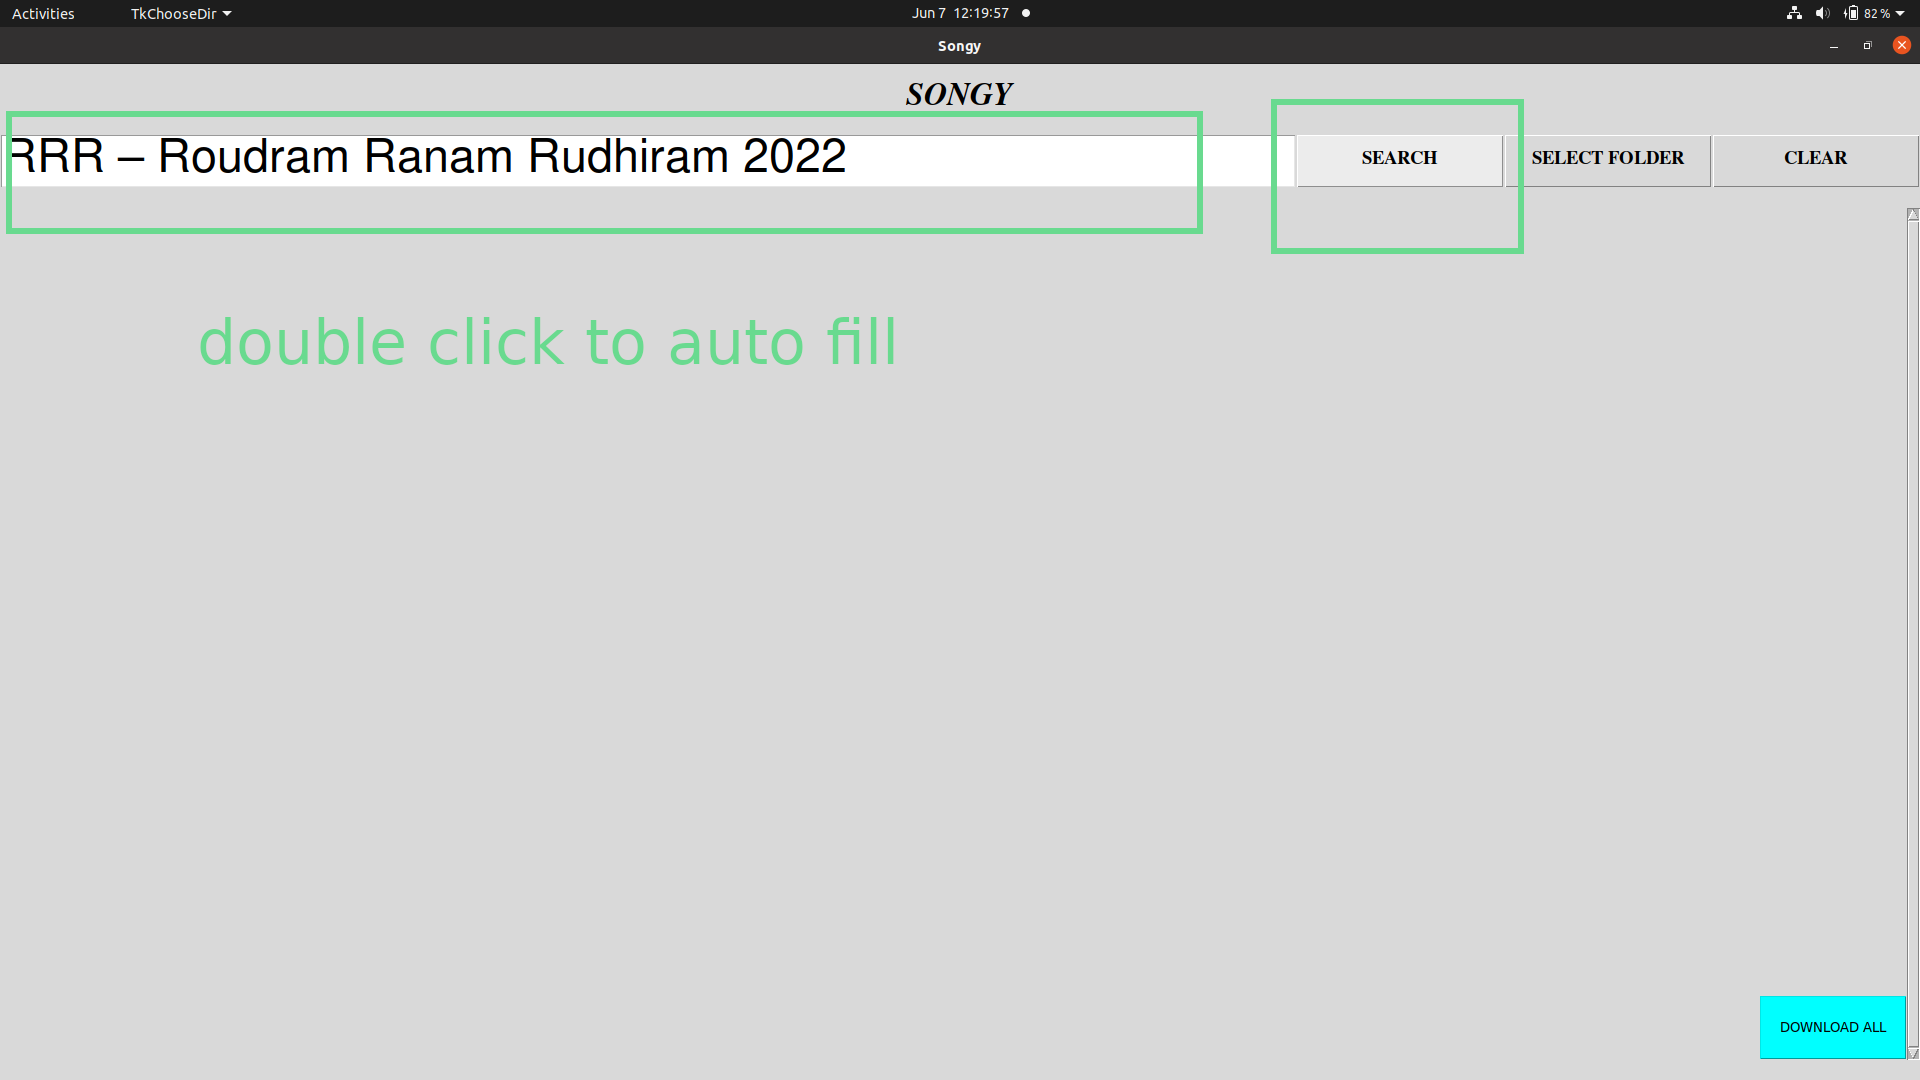 Activities TkChooseDir Jun 7 12:19:57 82 %
Songy
SONGY
RRR – Roudram Ranam Rudhiram 2022 SEARCH SELECT FOLDER CLEAR
double click to auto fill
DOWNLOAD ALL